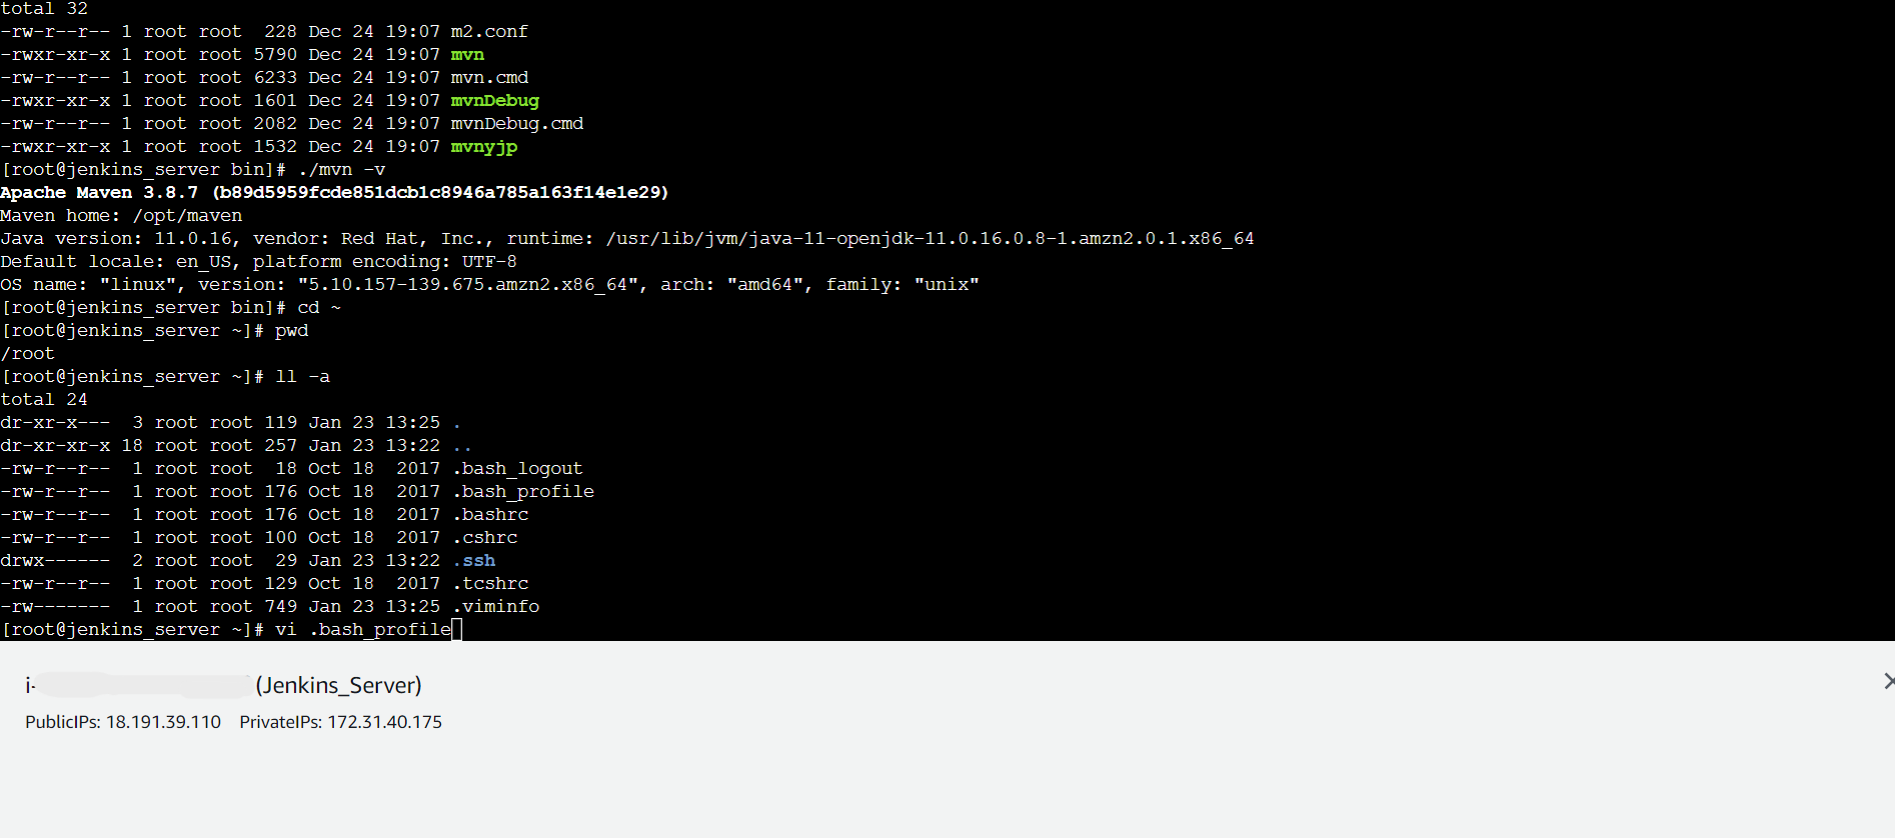 total 32
-rw-r--r-- 1 root root  228 Dec 24 19:07 m2.conf
-rwxr-xr-x 1 root root 5790 Dec 24 19:07 mvn
-rw-r--r-- 1 root root 6233 Dec 24 19:07 mvn.cmd
-rwxr-xr-x 1 root root 1601 Dec 24 19:07 mvnDebug
-rw-r--r-- 1 root root 2082 Dec 24 19:07 mvnDebug.cmd
-rwxr-xr-x 1 root root 1532 Dec 24 19:07 mvnyjp
[root@jenkins_server bin]# ./mvn -v
Apache Maven 3.8.7 (b89d5959fcde851dcb1c8946a785a163f14e1e29)
Maven home: /opt/maven
Java version: 11.0.16, vendor: Red Hat, Inc., runtime: /usr/lib/jvm/java-11-openjdk-11.0.16.0.8-1.amzn2.0.1.x86_64
Default locale: en_US, platform encoding: UTF-8
OS name: "linux", version: "5.10.157-139.675.amzn2.x86_64", arch: "amd64", family: "unix"
[root@jenkins_server bin]# cd ~
[root@jenkins_server ~]# pwd
/root
[root@jenkins_server ~]# ll -a
total 24
dr-xr-x---  3 root root 119 Jan 23 13:25 .
dr-xr-xr-x 18 root root 257 Jan 23 13:22 ..
-rw-r--r--  1 root root  18 Oct 18  2017 .bash_logout
-rw-r--r--  1 root root 176 Oct 18  2017 .bash_profile
-rw-r--r--  1 root root 176 Oct 18  2017 .bashrc
-rw-r--r--  1 root root 100 Oct 18  2017 .cshrc
drwx------  2 root root  29 Jan 23 13:22 .ssh
-rw-r--r--  1 root root 129 Oct 18  2017 .tcshrc
-rw-------  1 root root 749 Jan 23 13:25 .viminfo
[root@jenkins_server ~]# vi .bash_profile
i- (Jenkins_Server)
PublicIPs: 18.191.39.110 PrivateIPs: 172.31.40.175